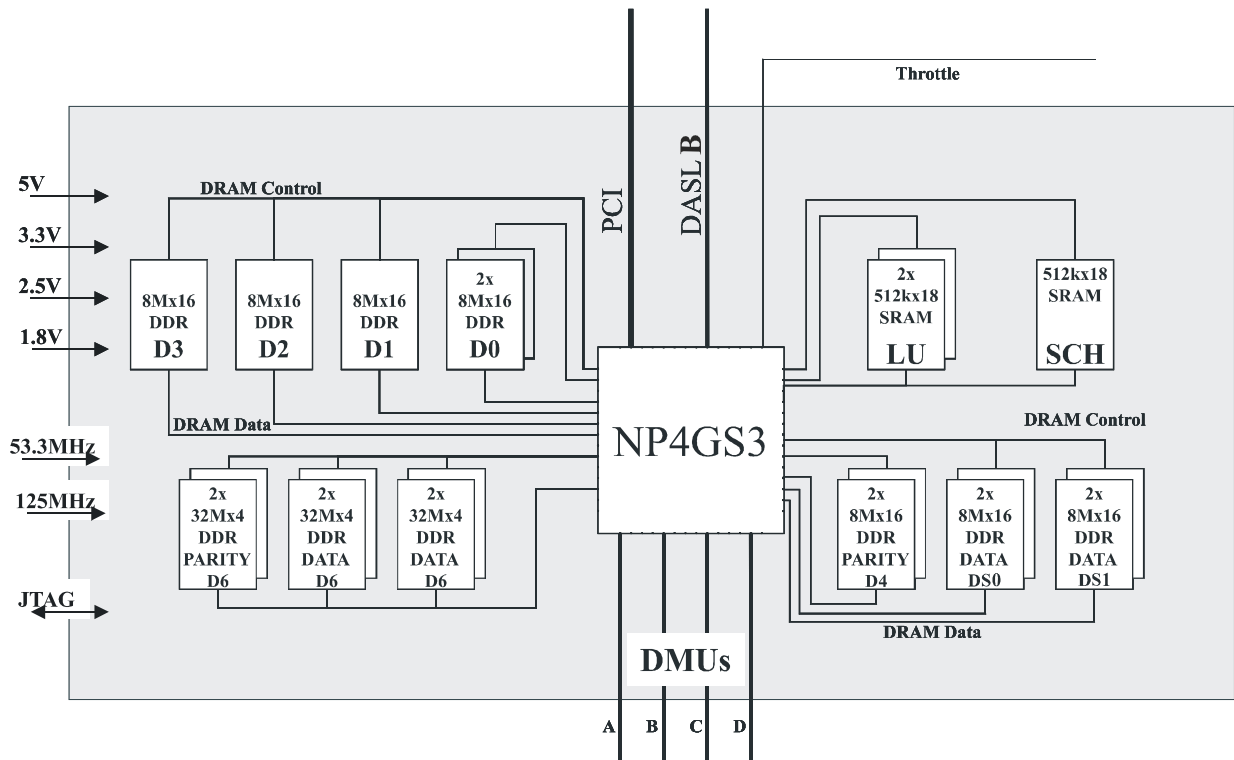 Throttle
PCI
DASL B
5V
3.3V
2.5V
1.8V
53.3MHz
125MHz
JTAG
DRAM Control
8Mx16
DDR
D3
8Mx16
DDR
D2
8Mx16
DDR
D1
2x
8Mx16
DDR
D0
2x
512kx18
SRAM
LU
512kx18
SRAM
SCH
DRAM Data
NP4GS3
DRAM Control
2x
32Mx4
DDR
PARITY
D6
2x
32Mx4
DDR
DATA
D6
2x
32Mx4
DDR
DATA
D6
2x
8Mx16
DDR
PARITY
D4
2x
8Mx16
DDR
DATA
DS0
2x
8Mx16
DDR
DATA
DS1
DRAM Data
DMUs
A B C D